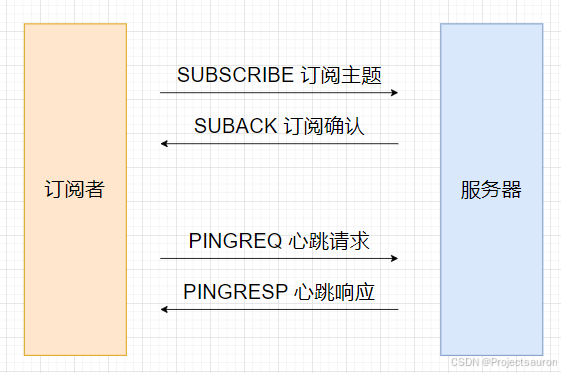 SUBSCRIBE 订阅主题
SUBACK 订阅确认
订阅者
服务器
PINGREQ 心跳请求
PINGRESP 心跳响应
CSDN @Projectsauron